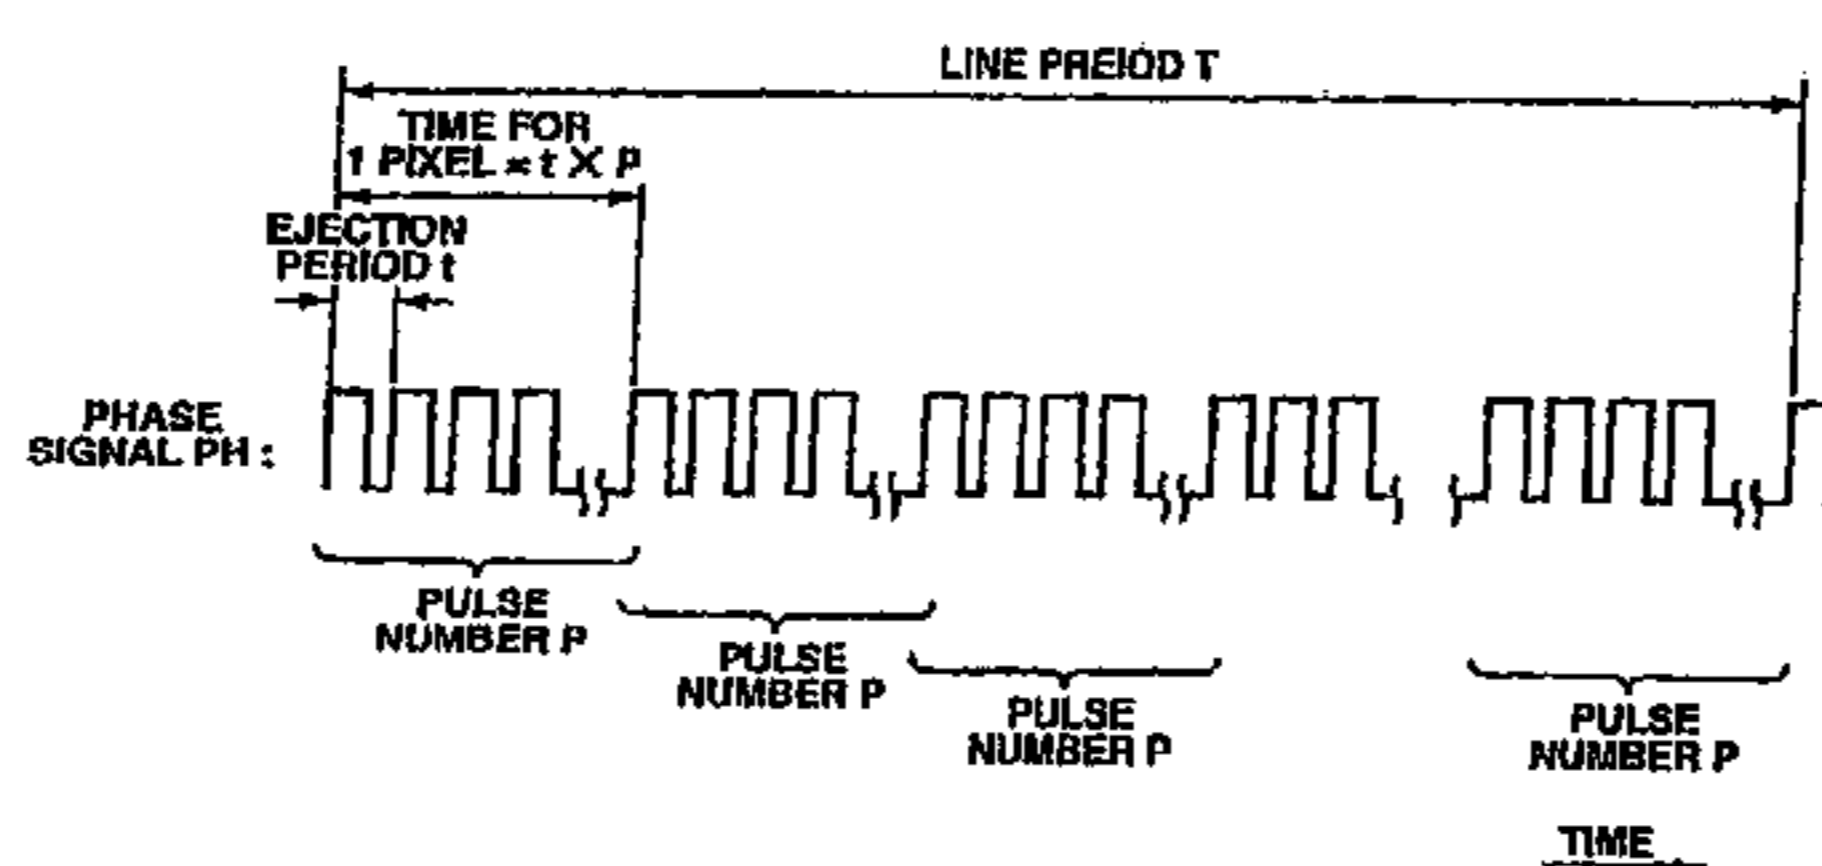 LINE PREIOD T
TIME FOR
1 PIXEL = t X P
EJECTION
PERIOD t
PHASE
SIGNAL PH :
PULSE
NUMBER P
PULSE
NUMBER P
PULSE
NUMBER P
PULSE
NUMBER P
TIME